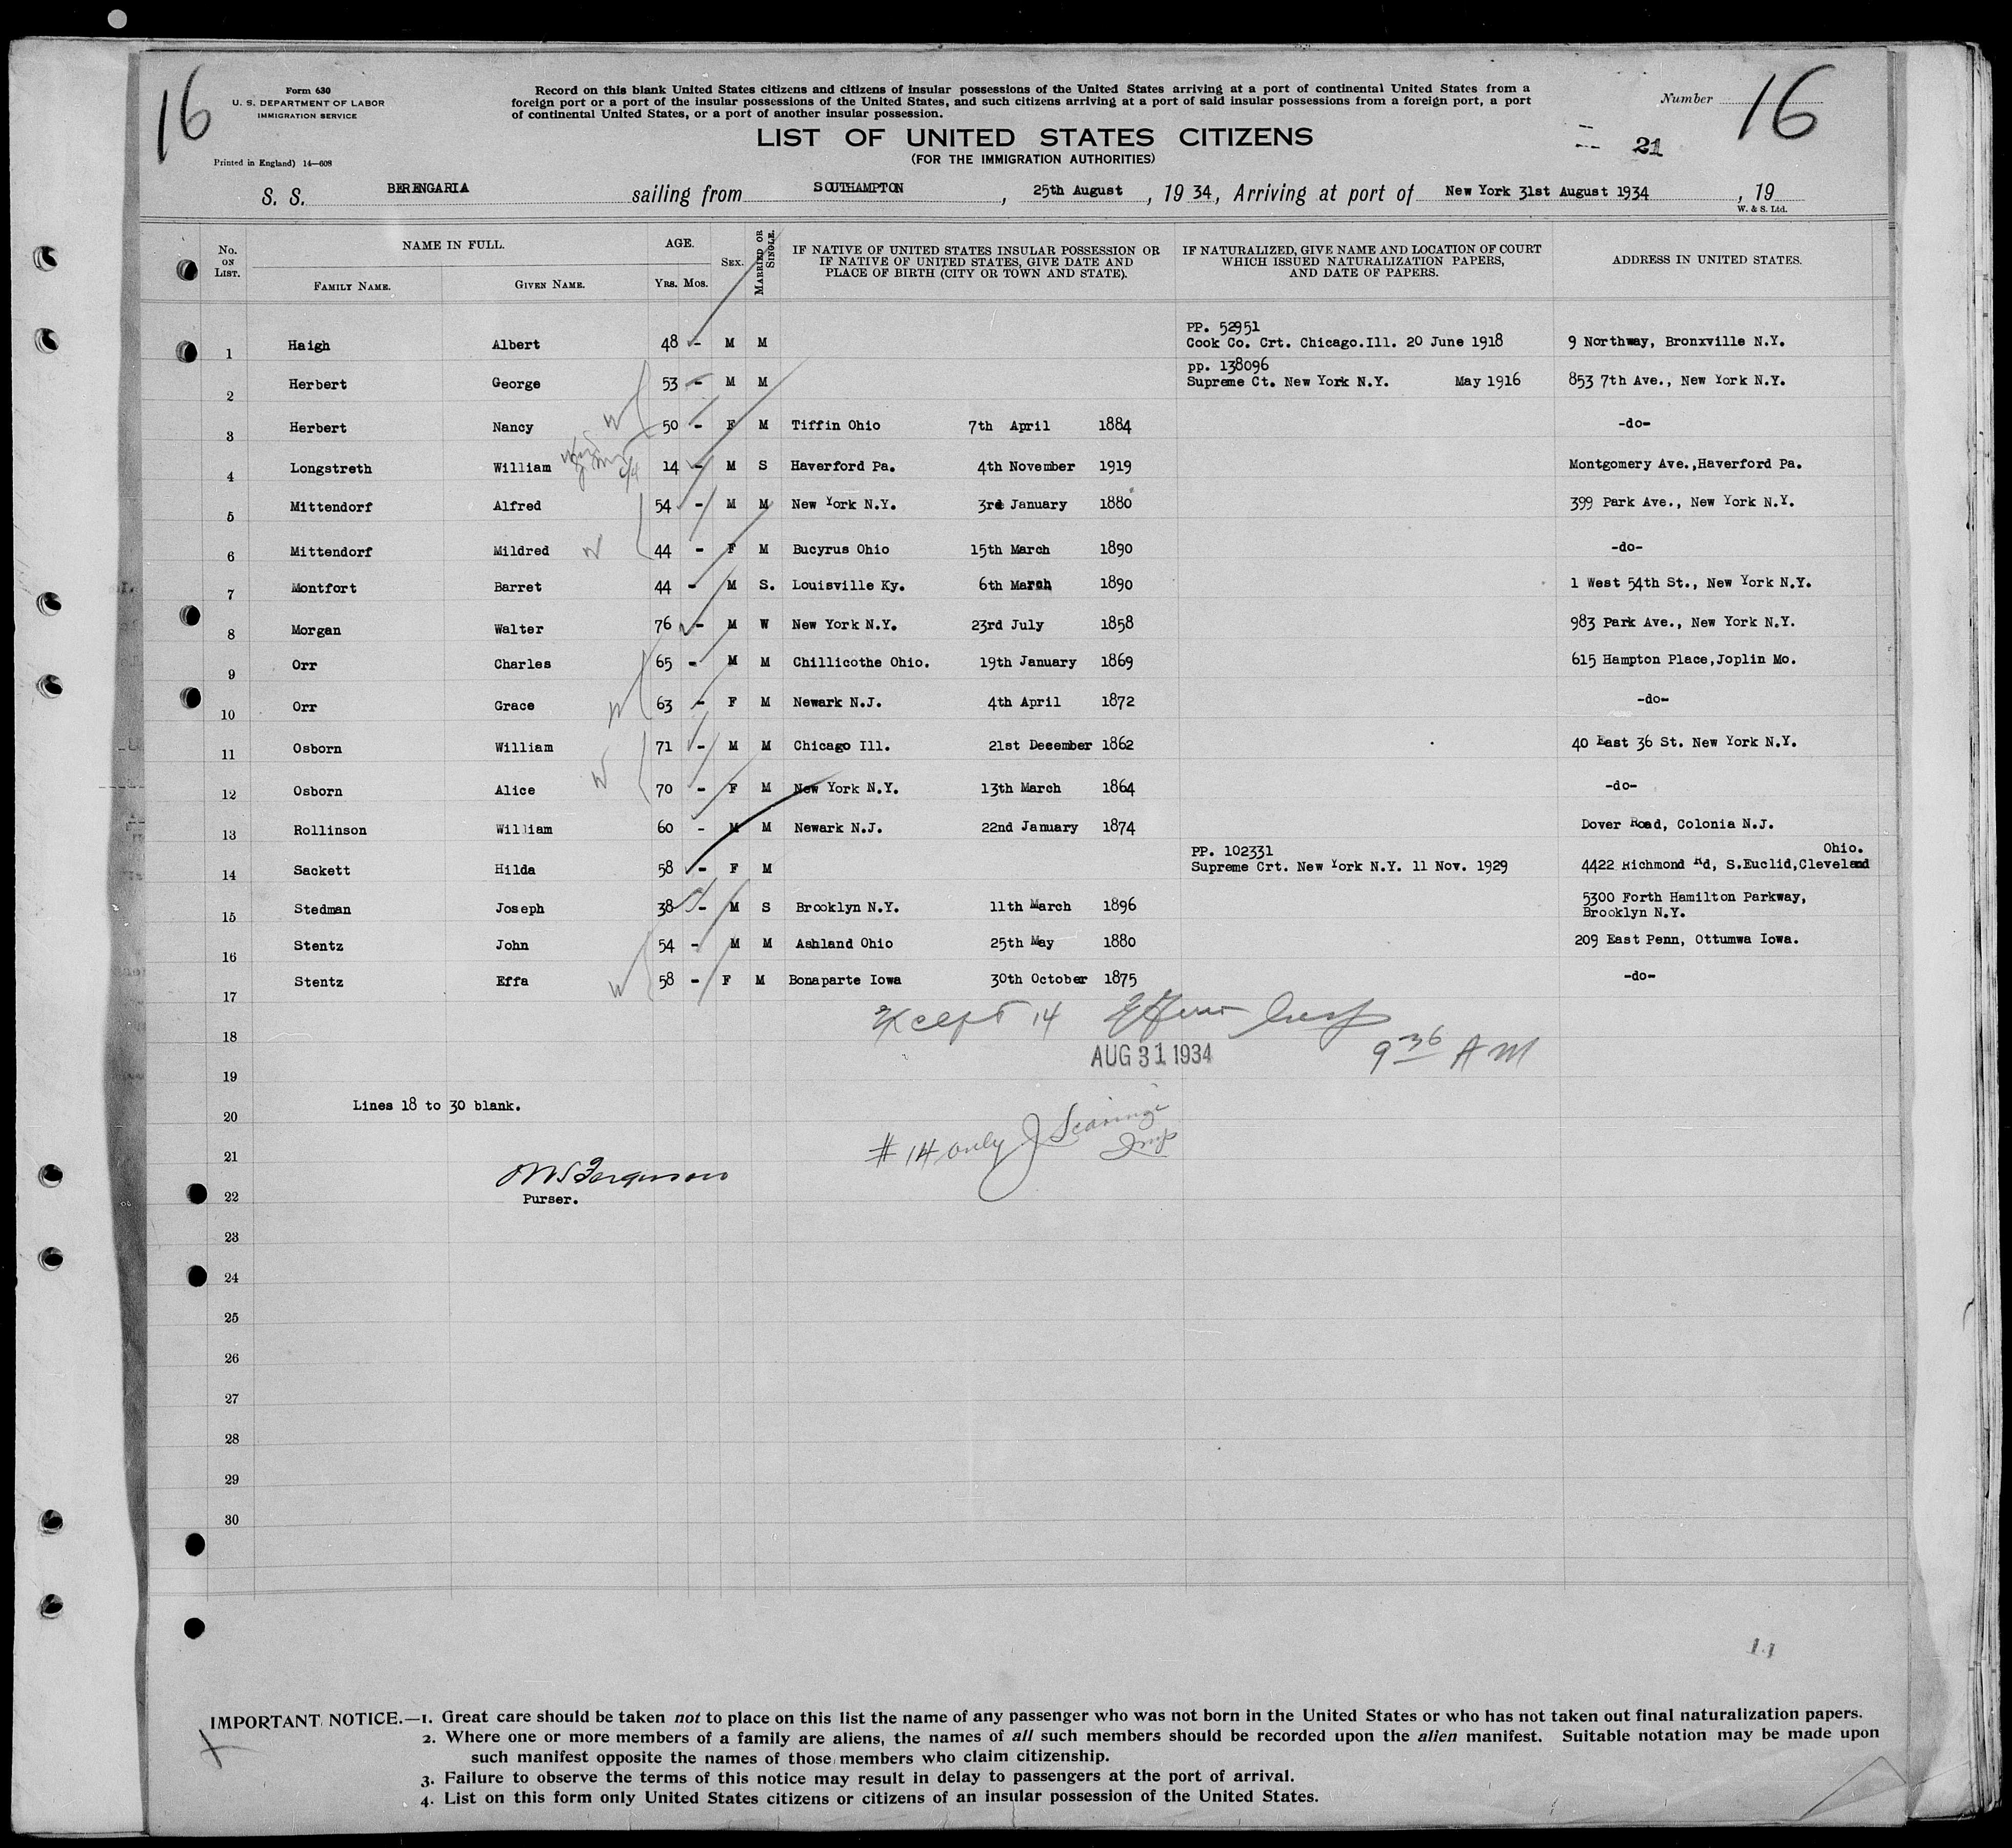 16
Form 630
U. S. DEPARTMENT OF LABOR
IMMIGRATION SERVICE
Printed in England) 14—608
Record on this blank United States citizens and citizens of insular possessions of the United States arriving at a port of continental United States from a
foreign port or a port of the insular possessions of the United States, and such citizens arriving at a port of said insular possessions from a foreign port, a port
of continental United States, or a port of another insular possession.
Number 16
LIST OF UNITED STATES CITIZENS
(FOR THE IMMIGRATION AUTHORITIES)
21
S. S. BERENGARIA sailing from SOUTHAMPTON, 25th August, 19 34, Arriving at port of New York 31st August 1934, 19
W. & S. Ltd.
No. ON LIST. NAME IN FULL. AGE. SEX. MARRIED OR SINGLE. IF NATIVE OF UNITED STATES INSULAR POSSESSION OR IF NATIVE OF UNITED STATES, GIVE DATE AND PLACE OF BIRTH (CITY OR TOWN AND STATE). IF NATURALIZED, GIVE NAME AND LOCATION OF COURT WHICH ISSUED NATURALIZATION PAPERS, AND DATE OF PAPERS. ADDRESS IN UNITED STATES.
FAMILY NAME. GIVEN NAME. YRS. MOS.
PP. 52951
1 Haigh Albert 48 - M M Cook Co. Crt. Chicago.Ill. 20 June 1918 9 Northway, Bronxville N.Y.
pp. 138096
2 Herbert George 53 - M M Supreme Ct. New York N.Y. May 1916 853 7th Ave., New York N.Y.
3 Herbert Nancy 50 - F M Tiffin Ohio 7th April 1884 -do-
4 Longstreth William 14 - M S Haverford Pa. 4th November 1919 Montgomery Ave.,Haverford Pa.
5 Mittendorf Alfred 54 - M M New York N.Y. 3rd January 1880 399 Park Ave., New York N.Y.
6 Mittendorf Mildred 44 - F M Bucyrus Ohio 15th March 1890 -do-
7 Montfort Barret 44 - M S. Louisville Ky. 6th March 1890 1 West 54th St., New York N.Y.
8 Morgan Walter 76 - M W New York N.Y. 23rd July 1858 983 Park Ave., New York N.Y.
9 Orr Charles 65 - M M Chillicothe Ohio. 19th January 1869 615 Hampton Place,Joplin Mo.
10 Orr Grace 63 - F M Newark N.J. 4th April 1872 -do-
11 Osborn William 71 - M M Chicago Ill. 21st December 1862 40 East 36 St. New York N.Y.
12 Osborn Alice 70 - F M New York N.Y. 13th March 1864 -do-
13 Rollinson William 60 - M M Newark N.J. 22nd January 1874 Dover Road, Colonia N.J.
PP. 102331 Ohio.
14 Sackett Hilda 58 - F M Supreme Crt. New York N.Y. 11 Nov. 1929 4422 Richmond Rd, S.Euclid,Cleveland
15 Stedman Joseph 38 - M S Brooklyn N.Y. 11th March 1896 5300 Forth Hamilton Parkway,
Brooklyn N.Y.
16 Stentz John 54 - M M Ashland Ohio 25th May 1880 209 East Penn, Ottumwa Iowa.
17 Stentz Effa 58 - F M Bonaparte Iowa 30th October 1875 -do-
Except 14
18
AUG 31 1934
9 36 AM
19
Lines 18 to 30 blank.
20
# 14 only
21
Purser.
22
23
24
25
26
27
28
29
30
11
IMPORTANT NOTICE.—1. Great care should be taken not to place on this list the name of any passenger who was not born in the United States or who has not taken out final naturalization papers.
2. Where one or more members of a family are aliens, the names of all such members should be recorded upon the alien manifest. Suitable notation may be made upon
such manifest opposite the names of those members who claim citizenship.
3. Failure to observe the terms of this notice may result in delay to passengers at the port of arrival.
4. List on this form only United States citizens or citizens of an insular possession of the United States.